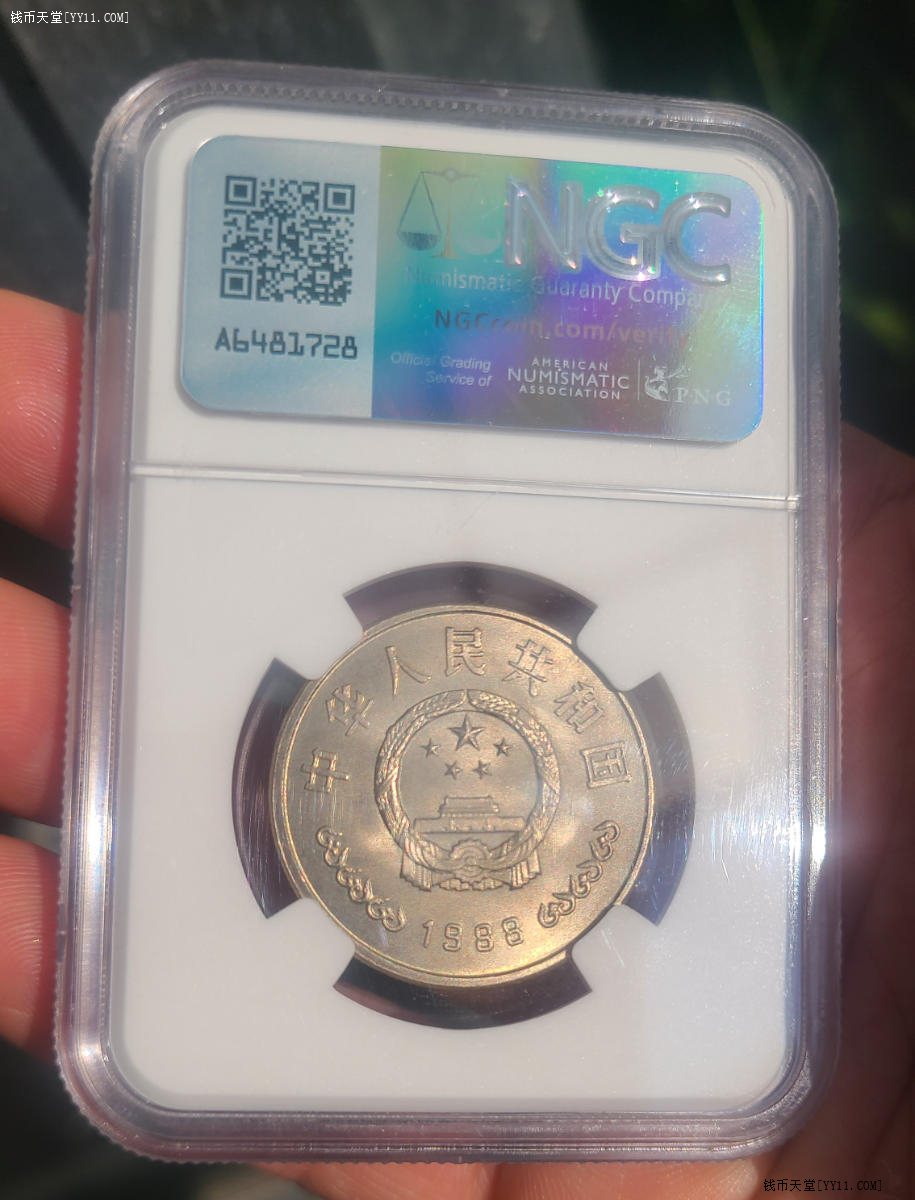 钱币天堂[YY11.COM]
NGC
Numismatic Guaranty Company
NGCcoin.com/verify
A6481728
Official Grading
Service of
AMERICAN
NUMISMATIC
ASSOCIATION
PNG
中华人民共和国
1988
钱币天堂[YY11.COM]